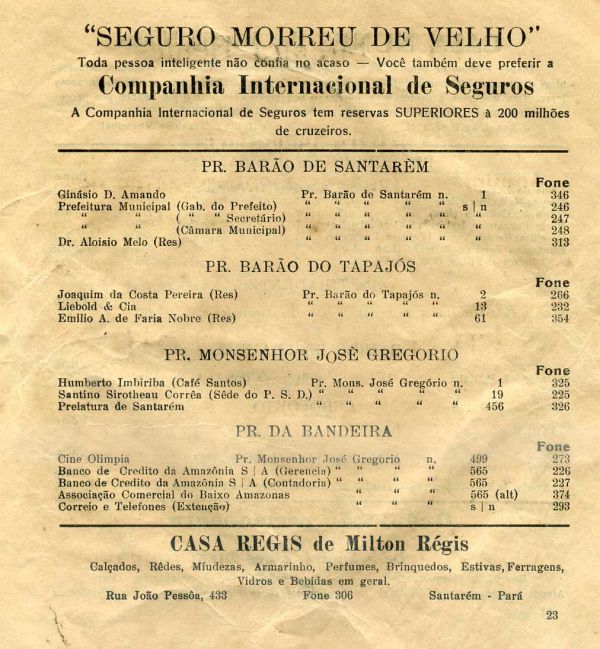 “SEGURO MORREU DE VELHO”
Toda pessoa inteligente não confia no acaso — Você também deve preferir a
Companhia Internacional de Seguros
A Companhia Internacional de Seguros tem reservas SUPERIORES à 200 milhões
de cruzeiros.
PR. BARÃO DE SANTARÈM
Fone
Ginásio D. Amando Pr. Barão de Santarém n. 1 346
Prefeitura Municipal (Gab. do Prefeito) “ “ “ “ “ s | n 246
“ “ ( “ “ Secretário) “ “ “ “ “ “ 247
“ “ (Câmara Municipal) “ “ “ “ “ “ 248
Dr. Aloisio Melo (Res) “ “ “ “ “ “ 313
PR. BARÃO DO TAPAJÓS
Fone
Joaquim da Costa Pereira (Res) Pr. Barão do Tapajós n. 2 266
Liebold & Cia “ “ “ “ “ 13 232
Emilio A. de Faria Nobre (Res) “ “ “ “ “ 61 354
PR. MONSENHOR JOSÈ GREGORIO
Fone
Humberto Imbiriba (Café Santos) Pr. Mons. José Gregório n. 1 325
Santino Sirotheau Corrêa (Sêde do P. S. D.) “ “ “ “ “ 19 225
Prelatura de Santarém “ “ “ “ “ 456 326
PR. DA BANDEIRA
Fone
Cine Olimpia Pr. Monsenhor José Gregorio n. 499 273
Banco de Credito da Amazônia S | A (Gerencia) “ “ “ “ 565 226
Banco de Credito da Amazônia S | A (Contadoria) “ “ “ “ 565 227
Associação Comercial do Baixo Amazonas “ “ “ 565 (alt) 374
Correio e Telefones (Extenção) “ “ “ s | n 293
CASA REGIS de Milton Régis
Calçados, Rêdes, Miudezas, Armarinho, Perfumes, Brinquedos, Estivas, Ferragens,
Vidros e Bebidas em geral.
Rua João Pessôa, 433 Fone 306 Santarém - Pará
23